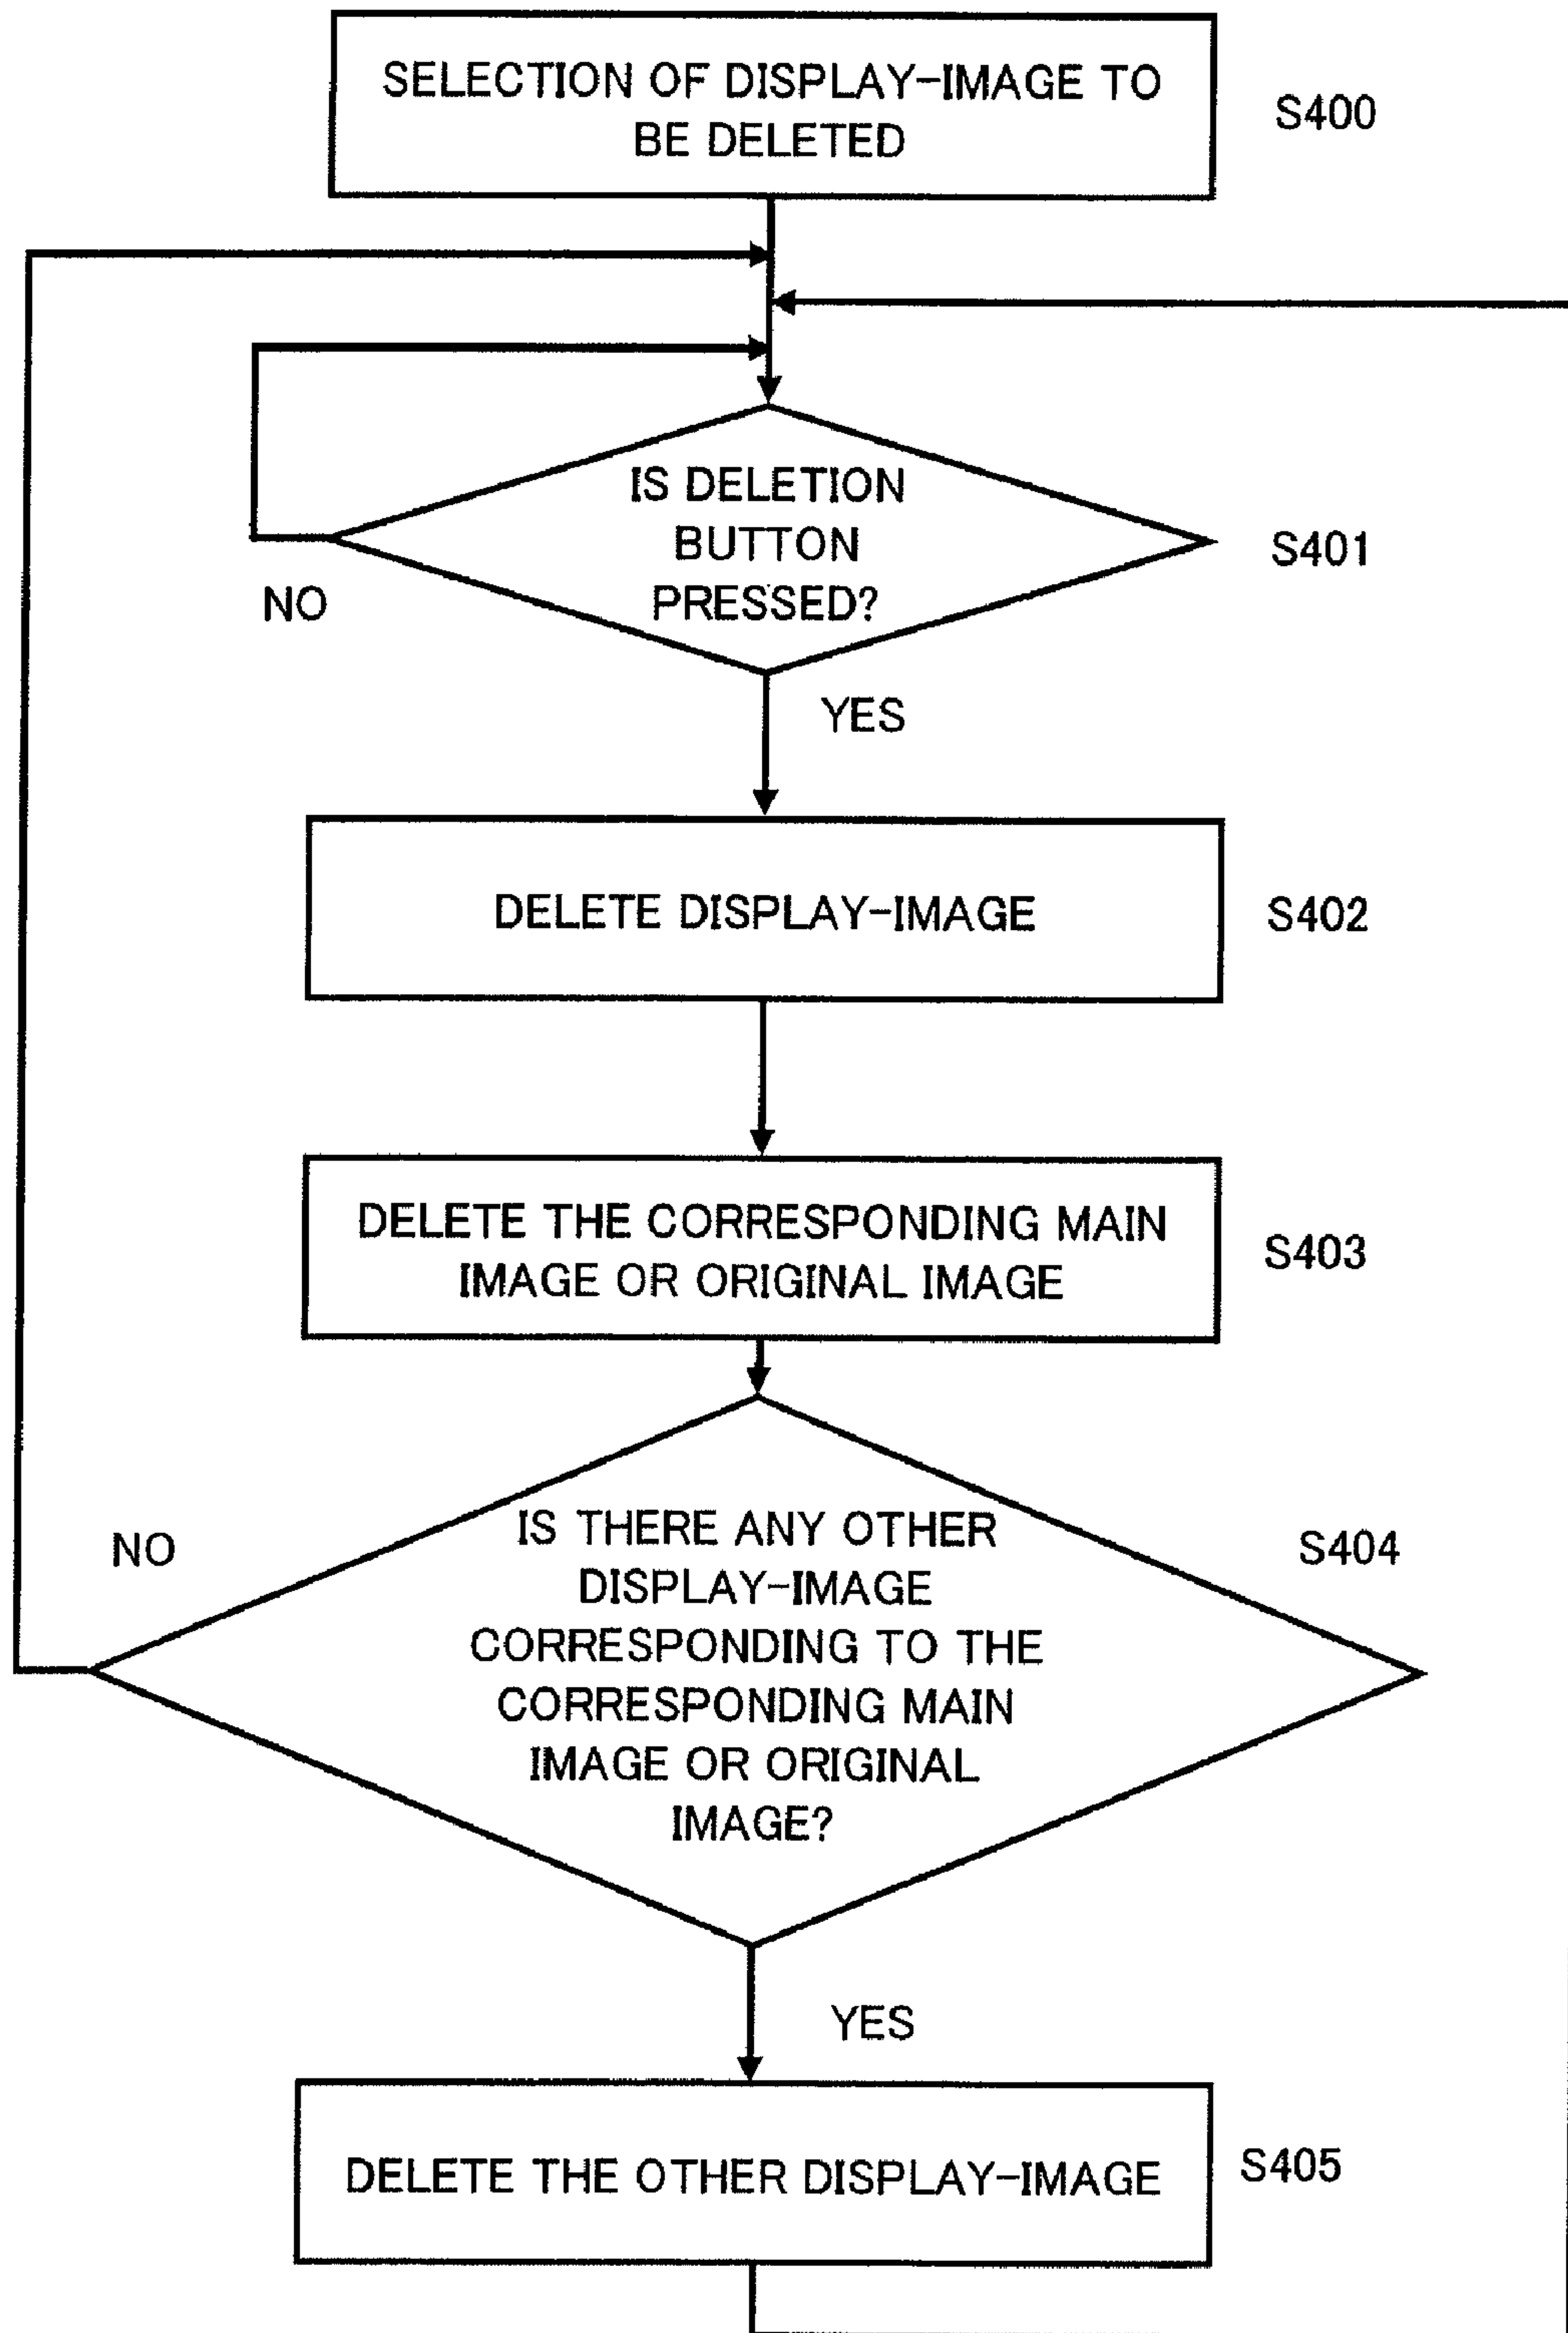 SELECTION OF DISPLAY-IMAGE TO
BE DELETED
S400
IS DELETION
BUTTON
PRESSED?
S401
NO
YES
DELETE DISPLAY-IMAGE
S402
DELETE THE CORRESPONDING MAIN
IMAGE OR ORIGINAL IMAGE
S403
IS THERE ANY OTHER
DISPLAY-IMAGE
CORRESPONDING TO THE
CORRESPONDING MAIN
IMAGE OR ORIGINAL
IMAGE?
NO
S404
YES
DELETE THE OTHER DISPLAY-IMAGE
S405